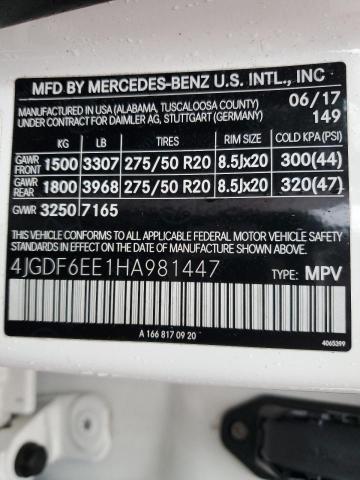 MFD BY MERCEDES-BENZ U.S. INTL., INC
MANUFACTURED IN USA (ALABAMA, TUSCALOOSA COUNTY) 06/17
UNDER CONTRACT FOR DAIMLER AG, STUTTGART (GERMANY) 149
KG LB TIRES RIM SIZE COLD KPA(PSI)
GAWR FRONT 1500 3307 275/50 R20 8.5Jx20 300(44)
GAWR REAR 1800 3968 275/50 R20 8.5Jx20 320(47)
GVWR 3250 7165
THIS VEHICLE CONFORMS TO ALL APPLICABLE FEDERAL MOTOR VEHICLE SAFETY
STANDARDS IN EFFECT ON THE DATE OF MANUFACTURE SHOWN ABOVE.
4JGDF6EE1HA981447 TYPE: MPV
A 166 817 09 20
4065399